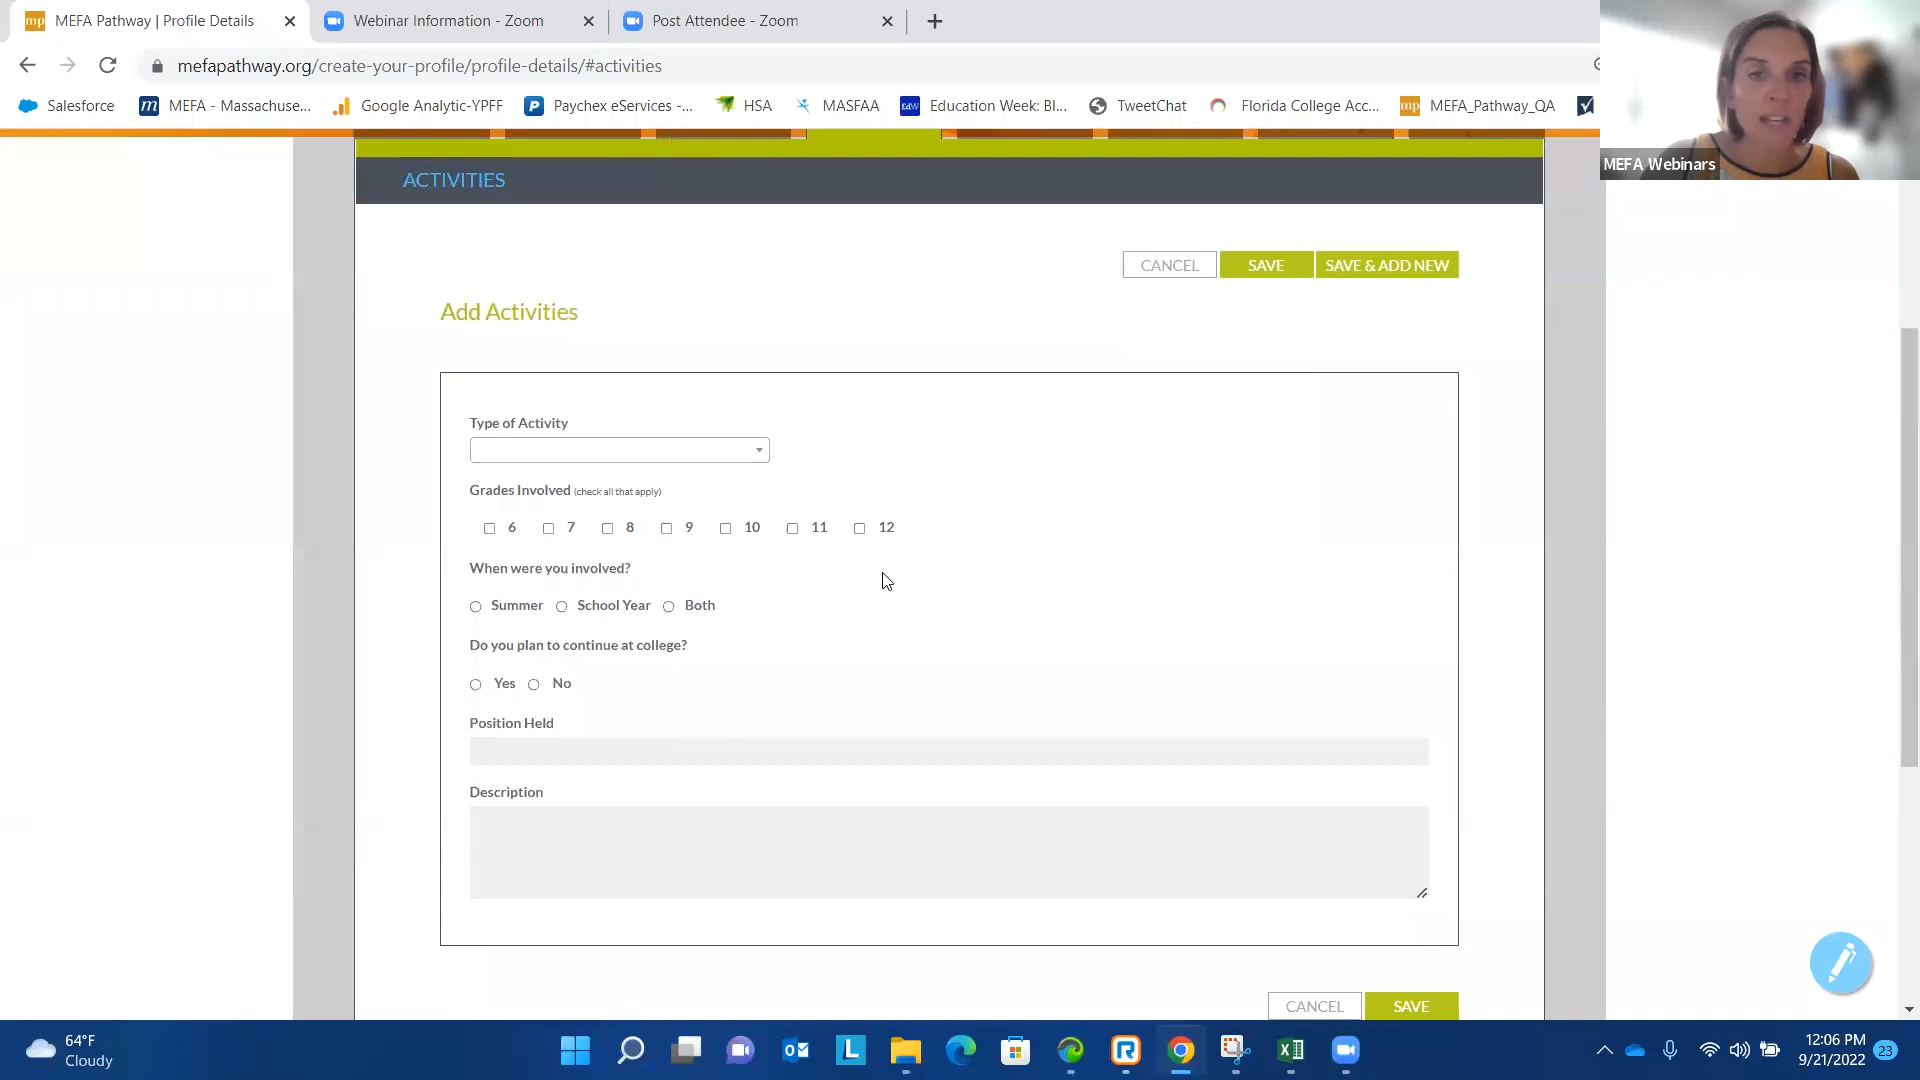 mp MEFA Pathway | Profile Details
Webinar Information - Zoom
Post Attendee - Zoom
mefapathway.org/create-your-profile/profile-details/#activities
Salesforce
m MEFA - Massachuse...
Google Analytic-YPFF
P Paychex eServices -...
HSA
MASFAA
EdW Education Week: Bl...
TweetChat
Florida College Acc...
mp MEFA_Pathway_QA
MEFA Webinars
ACTIVITIES
CANCEL SAVE SAVE & ADD NEW
Add Activities
Type of Activity
Grades Involved (check all that apply)
6 7 8 9 10 11 12
When were you involved?
Summer School Year Both
Do you plan to continue at college?
Yes No
Position Held
Description
CANCEL SAVE
64°F
Cloudy
L
R
12:06 PM
9/21/2022
23